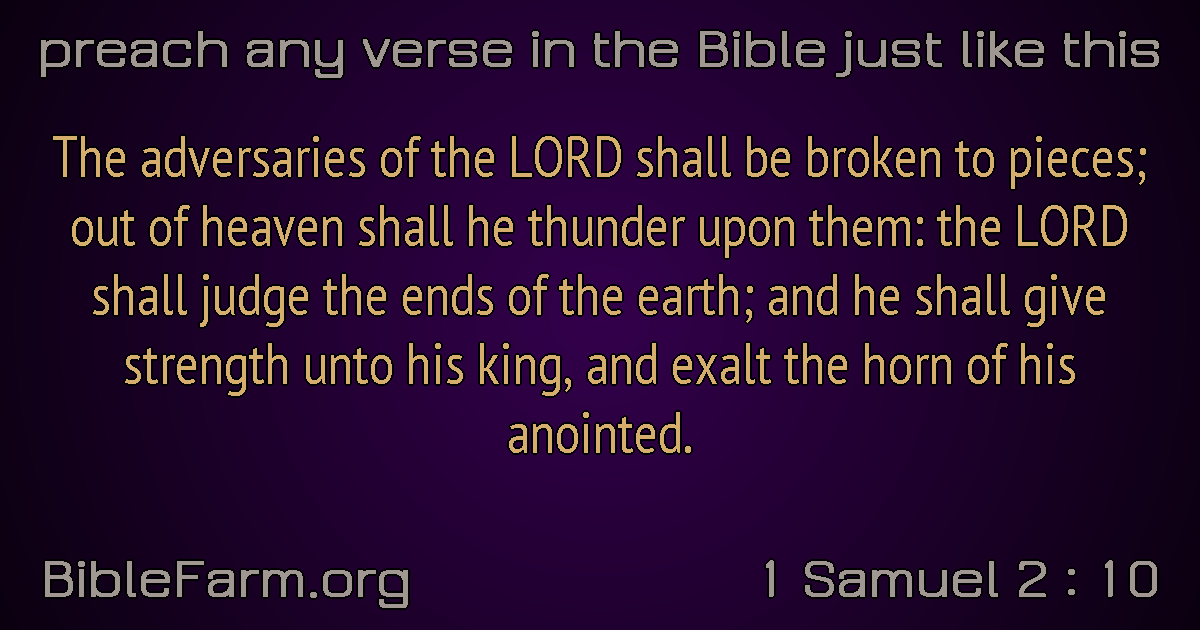 preach any verse in the Bible just like this
The adversaries of the LORD shall be broken to pieces;
out of heaven shall he thunder upon them: the LORD
shall judge the ends of the earth; and he shall give
strength unto his king, and exalt the horn of his
anointed.
BibleFarm.org
1 Samuel 2 : 10